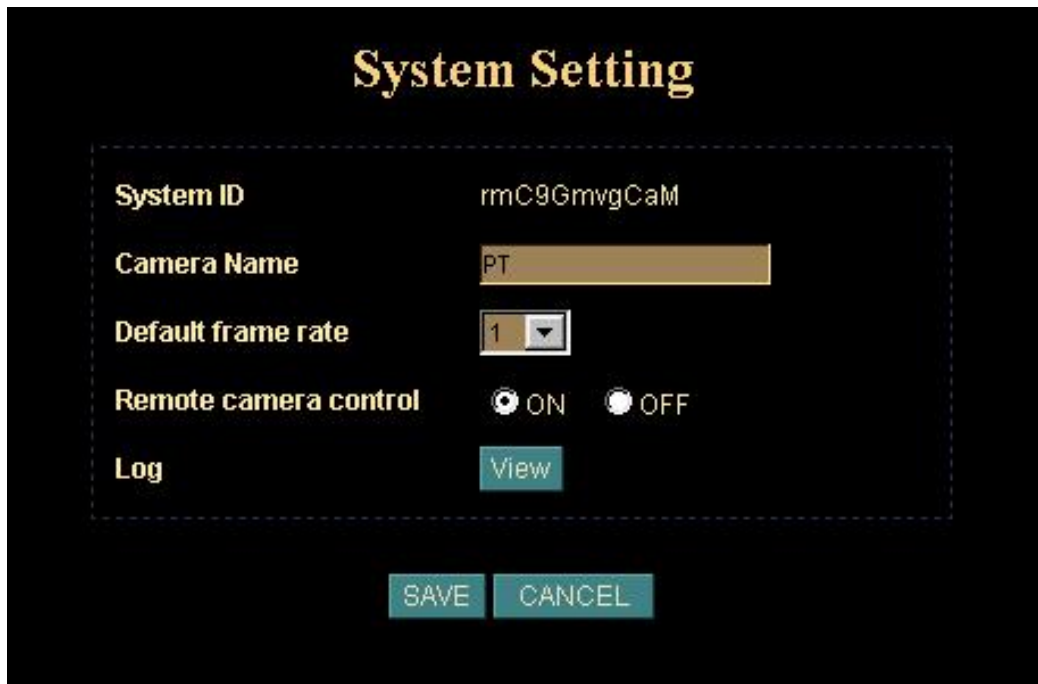 System Setting
System ID rmC9GmvgCaM
Camera Name PT
Default frame rate 1
Remote camera control ON OFF
Log View
SAVE CANCEL